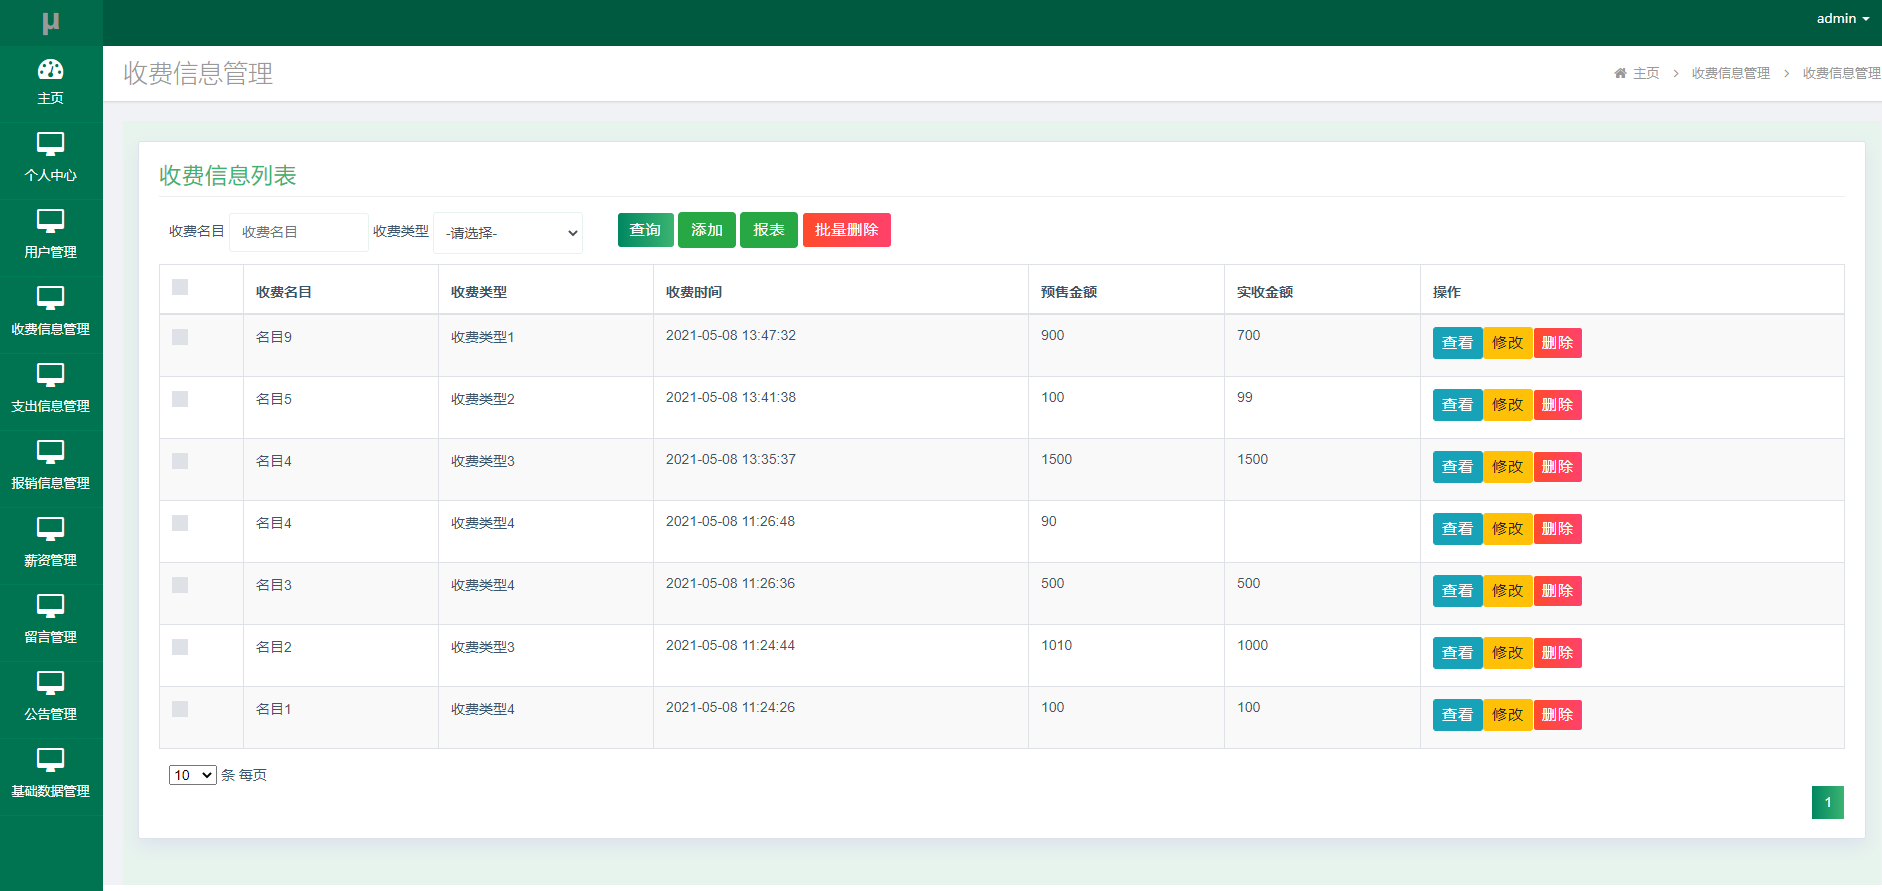 μ
admin
主页
个人中心
用户管理
收费信息管理
支出信息管理
报销信息管理
薪资管理
留言管理
公告管理
基础数据管理
收费信息管理
主页 > 收费信息管理 > 收费信息管理
收费信息列表
收费名目 收费名目 收费类型 -请选择- 查询 添加 报表 批量删除
收费名目 收费类型 收费时间 预售金额 实收金额 操作
名目9 收费类型1 2021-05-08 13:47:32 900 700 查看 修改 删除
名目5 收费类型2 2021-05-08 13:41:38 100 99 查看 修改 删除
名目4 收费类型3 2021-05-08 13:35:37 1500 1500 查看 修改 删除
名目4 收费类型4 2021-05-08 11:26:48 90 查看 修改 删除
名目3 收费类型4 2021-05-08 11:26:36 500 500 查看 修改 删除
名目2 收费类型3 2021-05-08 11:24:44 1010 1000 查看 修改 删除
名目1 收费类型4 2021-05-08 11:24:26 100 100 查看 修改 删除
10 条 每页
1